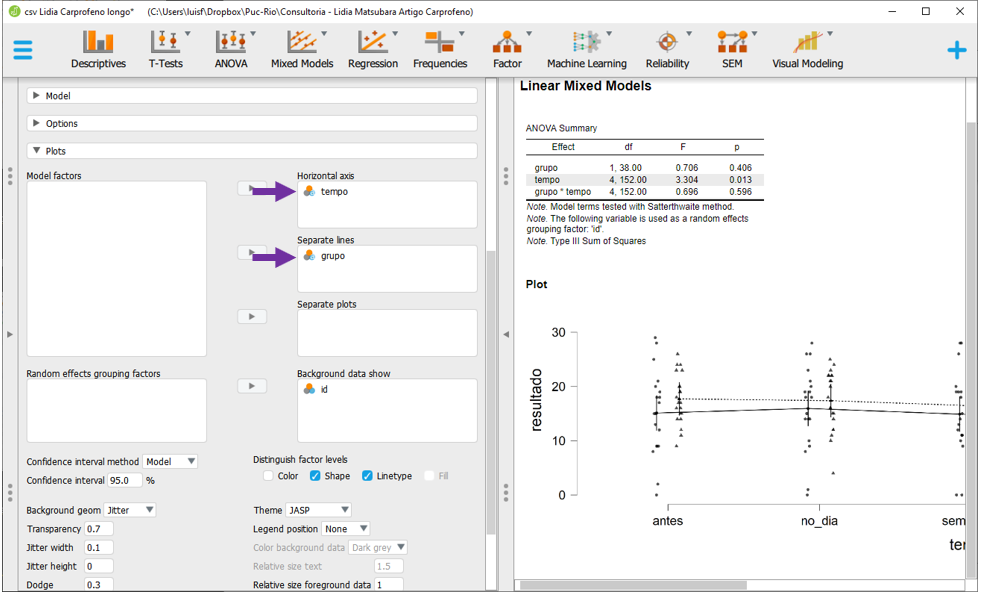 csv Lidia Carprofeno longo* (C:\Users\luisf\Dropbox\Puc-Rio\Consultoria - Lidia Matsubara Artigo Carprofeno)
Descriptives T-Tests ANOVA Mixed Models Regression Frequencies Factor Machine Learning Reliability SEM Visual Modeling
Model
Options
Plots
Model factors
Horizontal axis
tempo
Separate lines
grupo
Separate plots
Random effects grouping factors
Background data show
id
Confidence interval method Model
Confidence interval 95.0 %
Distinguish factor levels
Color Shape Linetype Fill
Background geom Jitter
Transparency 0.7
Jitter width 0.1
Jitter height 0
Dodge 0.3
Theme JASP
Legend position None
Color background data Dark grey
Relative size text 1.5
Relative size foreground data 1
Linear Mixed Models
ANOVA Summary
Effect df F p
grupo 1, 38.00 0.706 0.406
tempo 4, 152.00 3.304 0.013
grupo * tempo 4, 152.00 0.696 0.596
Note. Model terms tested with Satterthwaite method.
Note. The following variable is used as a random effects
grouping factor: 'id'.
Note. Type III Sum of Squares
Plot
resultado
30
20
10
0
antes no_dia sem
ter